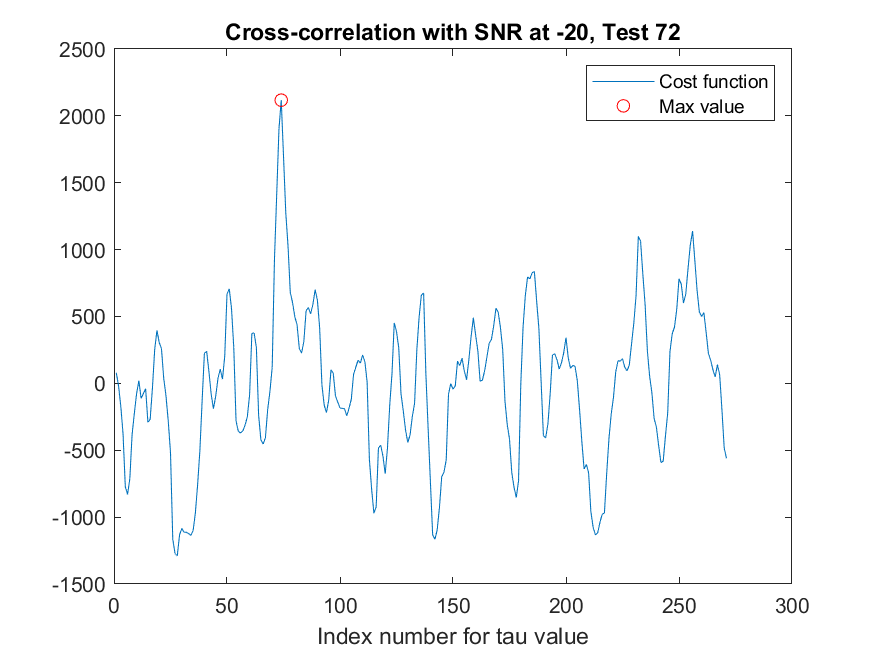 Cross-correlation with SNR at -20, Test 72
2500
2000
1500
1000
500
0
-500
-1000
-1500
Cost function
Max value
0 50 100 150 200 250 300
Index number for tau value